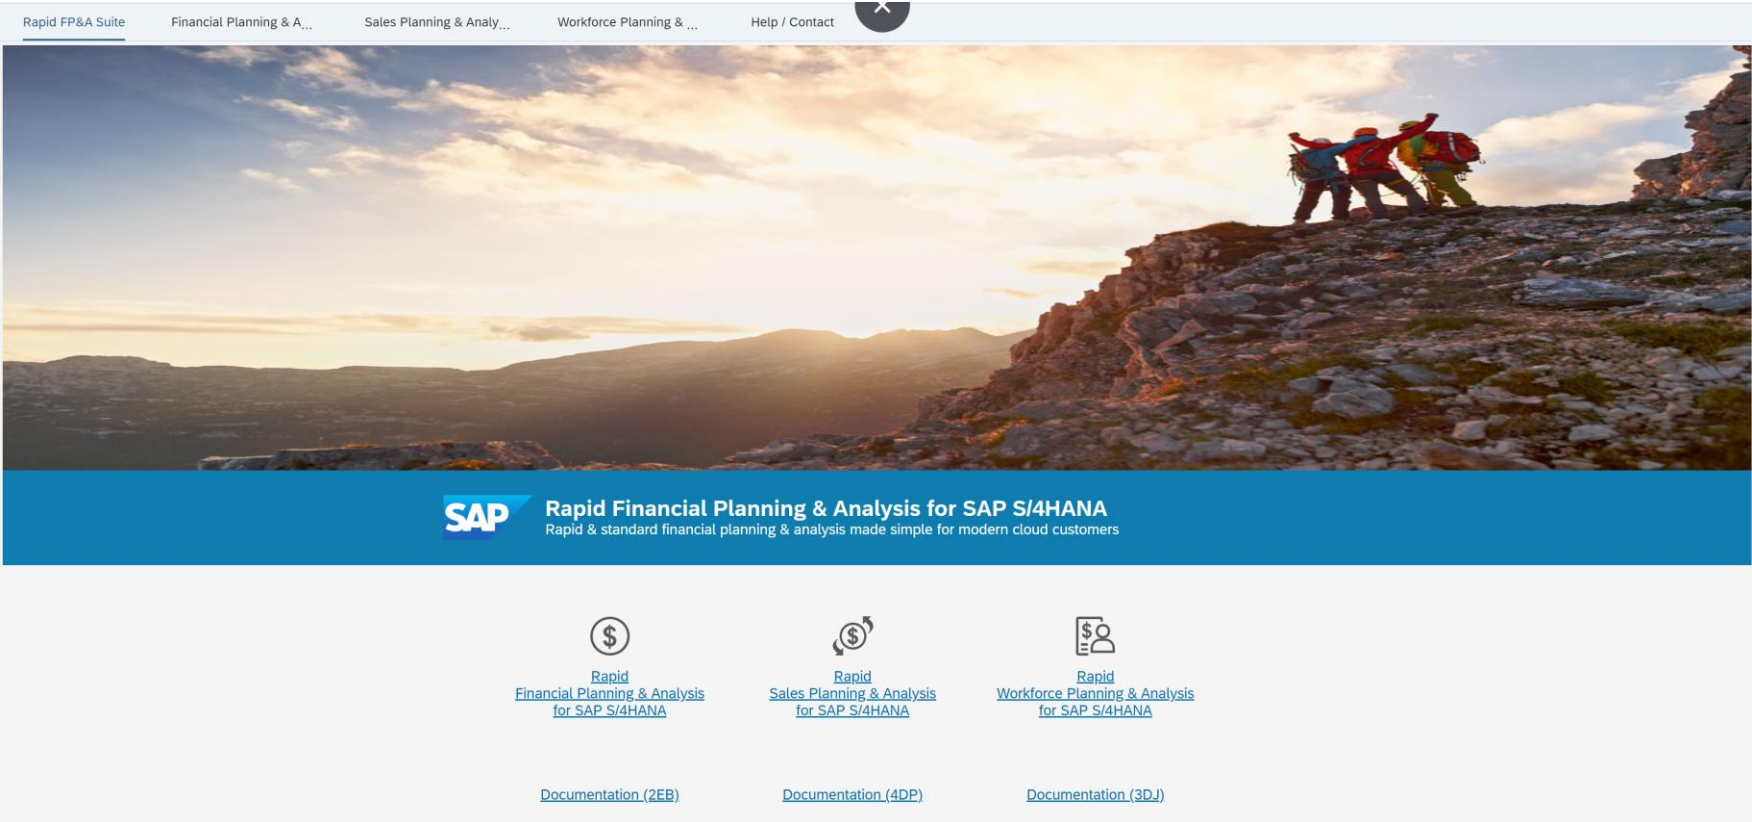 Rapid FP&A Suite
Financial Planning & A...
Sales Planning & Analy...
Workforce Planning & ...
Help / Contact
SAP
Rapid Financial Planning & Analysis for SAP S/4HANA
Rapid & standard financial planning & analysis made simple for modern cloud customers
Rapid
Financial Planning & Analysis
for SAP S/4HANA
Rapid
Sales Planning & Analysis
for SAP S/4HANA
Rapid
Workforce Planning & Analysis
for SAP S/4HANA
Documentation (2EB)
Documentation (4DP)
Documentation (3DJ)